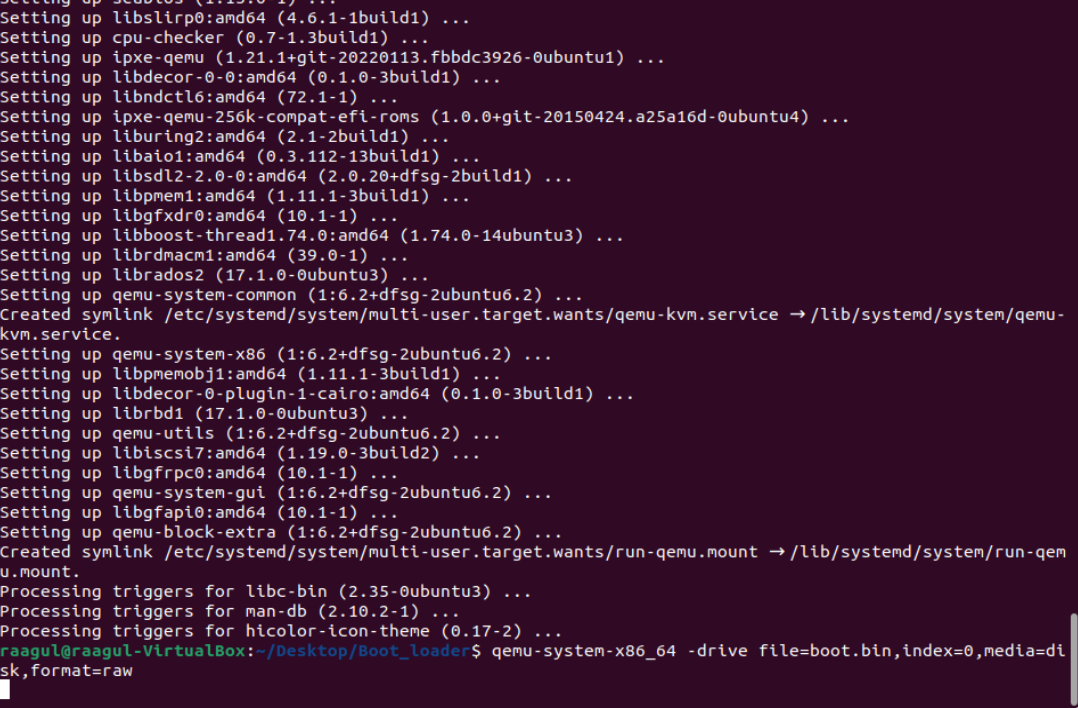 Setting up libslirp0:amd64 (4.6.1-1build1) ...
Setting up cpu-checker (0.7-1.3build1) ...
Setting up ipxe-qemu (1.21.1+git-20220113.fbbdc3926-0ubuntu1) ...
Setting up libdecor-0-0:amd64 (0.1.0-3build1) ...
Setting up libndctl6:amd64 (72.1-1) ...
Setting up ipxe-qemu-256k-compat-efi-roms (1.0.0+git-20150424.a25a16d-0ubuntu4) ...
Setting up liburing2:amd64 (2.1-2build1) ...
Setting up libaio1:amd64 (0.3.112-13build1) ...
Setting up libsdl2-2.0-0:amd64 (2.0.20+dfsg-2build1) ...
Setting up libpmem1:amd64 (1.11.1-3build1) ...
Setting up libgfxdr0:amd64 (10.1-1) ...
Setting up libboost-thread1.74.0:amd64 (1.74.0-14ubuntu3) ...
Setting up librdmacm1:amd64 (39.0-1) ...
Setting up librados2 (17.1.0-0ubuntu3) ...
Setting up qemu-system-common (1:6.2+dfsg-2ubuntu6.2) ...
Created symlink /etc/systemd/system/multi-user.target.wants/qemu-kvm.service → /lib/systemd/system/qemu-
kvm.service.
Setting up qemu-system-x86 (1:6.2+dfsg-2ubuntu6.2) ...
Setting up libpmemobj1:amd64 (1.11.1-3build1) ...
Setting up libdecor-0-plugin-1-cairo:amd64 (0.1.0-3build1) ...
Setting up librbd1 (17.1.0-0ubuntu3) ...
Setting up qemu-utils (1:6.2+dfsg-2ubuntu6.2) ...
Setting up libiscsi7:amd64 (1.19.0-3build2) ...
Setting up libgfrpc0:amd64 (10.1-1) ...
Setting up qemu-system-gui (1:6.2+dfsg-2ubuntu6.2) ...
Setting up libgfapi0:amd64 (10.1-1) ...
Setting up qemu-block-extra (1:6.2+dfsg-2ubuntu6.2) ...
Created symlink /etc/systemd/system/multi-user.target.wants/run-qemu.mount → /lib/systemd/system/run-qem
u.mount.
Processing triggers for libc-bin (2.35-0ubuntu3) ...
Processing triggers for man-db (2.10.2-1) ...
Processing triggers for hicolor-icon-theme (0.17-2) ...
raagul@raagul-VirtualBox:~/Desktop/Boot_loader$ qemu-system-x86_64 -drive file=boot.bin,index=0,media=di
sk,format=raw